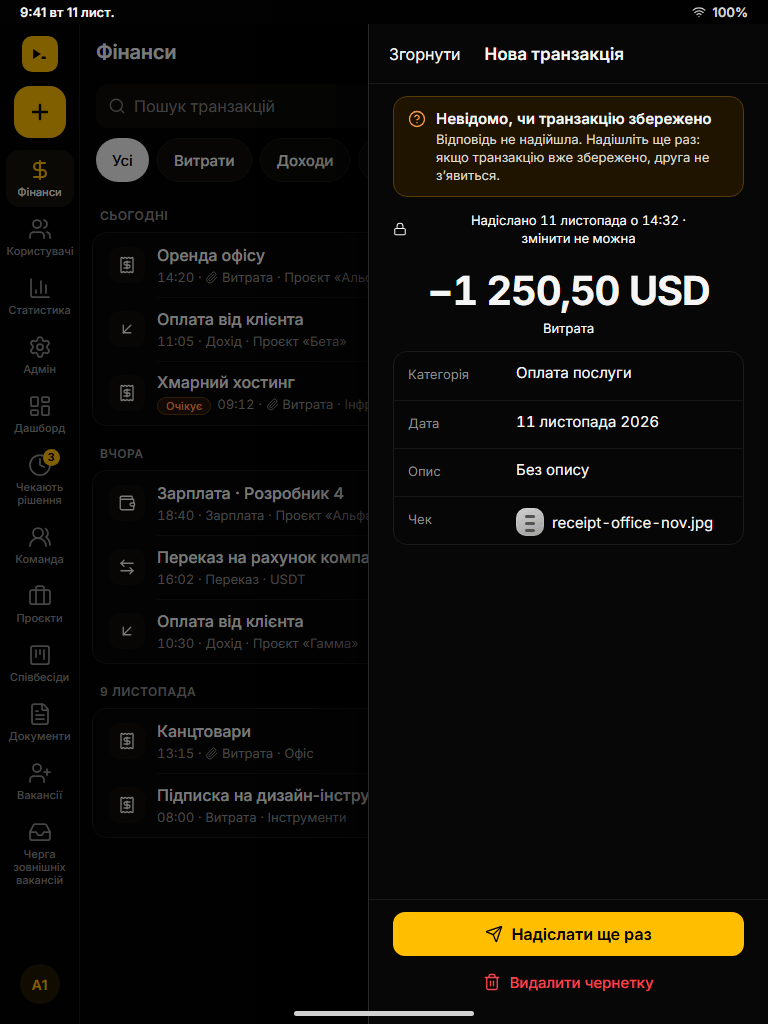 9:41 вт 11 лист.
100%
Фінанси
Користувачі
Статистика
Адмін
Дашборд
3
Чекають
рішення
Команда
Проєкти
Співбесіди
Документи
Вакансії
Черга
зовнішніх
вакансій
A1
Фінанси
Пошук транзакцій
Усі
Витрати
Доходи
СЬОГОДНІ
Оренда офісу
14:20 · Витрата · Проєкт
Оплата від клієнта
11:05 · Дохід · Проєкт «Бета»
Хмарний хостинг
Очікує 09:12 · Витрата ·
ВЧОРА
Зарплата · Розробник 4
18:40 · Зарплата · Проєкт
Переказ на рахунок
16:02 · Переказ · USDT
Оплата від клієнта
10:30 · Дохід · Проєкт «Гамма»
9 ЛИСТОПАДА
Канцтовари
13:15 · Витрата · Офіс
Підписка на
08:00 · Витрата · Інструменти
Згорнути
Нова транзакція
Невідомо, чи транзакцію збережено
Відповідь не надійшла. Надішліть ще раз:
якщо транзакцію вже збережено, друга не
з’явиться.
Надіслано 11 листопада о 14:32 ·
змінити не можна
−1 250,50 USD
Витрата
Категорія
Оплата послуги
Дата
11 листопада 2026
Опис
Без опису
Чек
receipt-office-nov.jpg
Надіслати ще раз
Видалити чернетку